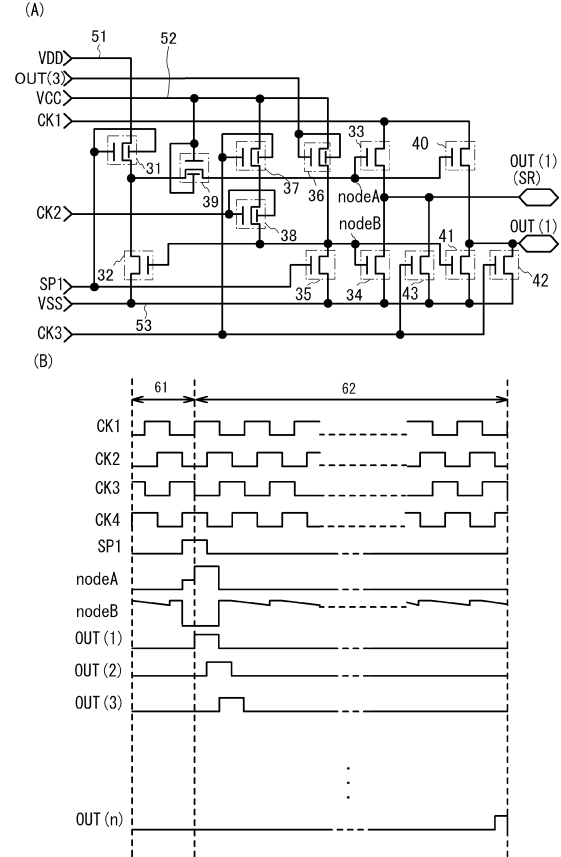 (A)
51
52
VDD
OUT(3)
VCC
CK1
33
40
31
39
37
36
nodeA
OUT(1)
(SR)
CK2
38
nodeB
OUT(1)
32
41
SP1
35
34
43
42
VSS
53
CK3
(B)
61
62
CK1
CK2
CK3
CK4
SP1
nodeA
nodeB
OUT(1)
OUT(2)
OUT(3)
OUT(n)